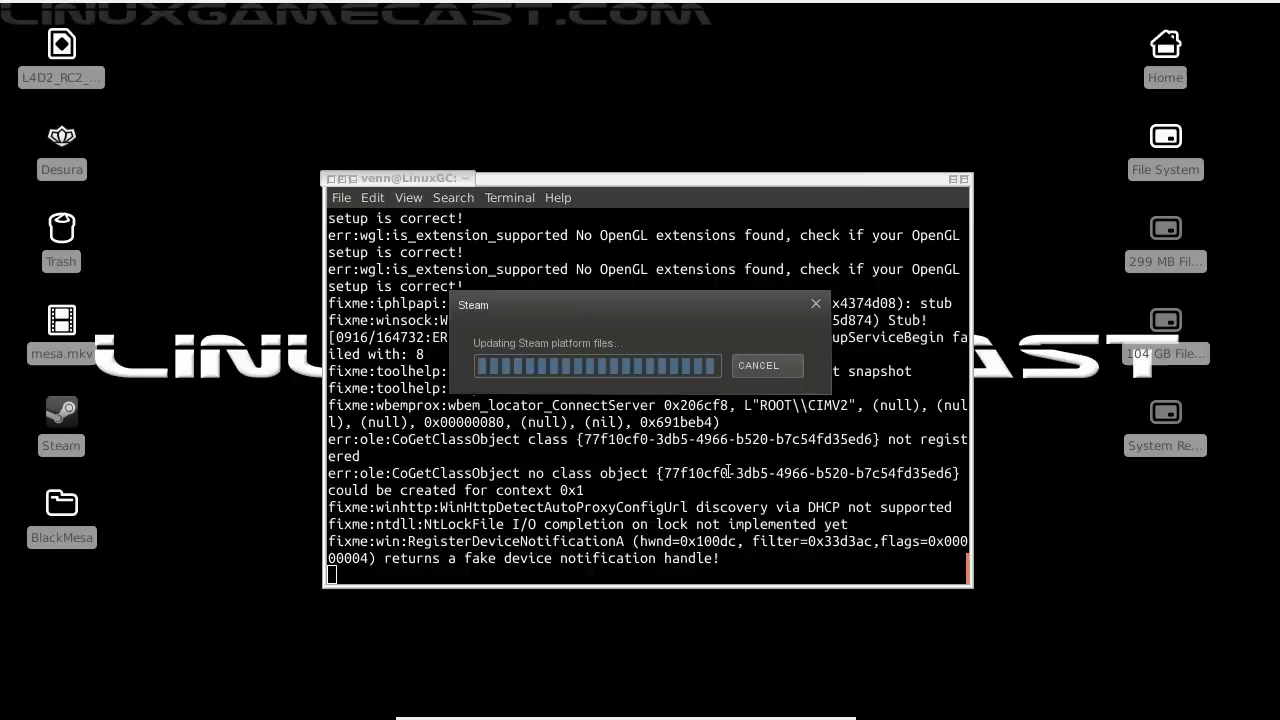 LINUXGAMECAST.COM
L4D2_RC2_...
Home
Desura
File System
Trash
299 MB Fil...
mesa.mkv
104 GB File...
Steam
System Re...
BlackMesa
venn@LinuxGC: ~
File Edit View Search Terminal Help
setup is correct!
err:wgl:is_extension_supported No OpenGL extensions found, check if your OpenGL
setup is correct!
err:wgl:is_extension_supported No OpenGL extensions found, check if your OpenGL
setup is correct!
fixme:iphlpapi: x4374d08): stub
fixme:winsock:W 5d874) Stub!
[0916/164732:ER upServiceBegin fa
iled with: 8
fixme:toolhelp: t snapshot
fixme:toolhelp:
fixme:wbemprox:wbem_locator_ConnectServer 0x206cf8, L"ROOT\\CIMV2", (null), (nul
l), (null), 0x00000080, (null), (nil), 0x691beb4)
err:ole:CoGetClassObject class {77f10cf0-3db5-4966-b520-b7c54fd35ed6} not regist
ered
err:ole:CoGetClassObject no class object {77f10cf0-3db5-4966-b520-b7c54fd35ed6}
could be created for context 0x1
fixme:winhttp:WinHttpDetectAutoProxyConfigUrl discovery via DHCP not supported
fixme:ntdll:NtLockFile I/O completion on lock not implemented yet
fixme:win:RegisterDeviceNotificationA (hwnd=0x100dc, filter=0x33d3ac,flags=0x000
00004) returns a fake device notification handle!
Steam
Updating Steam platform files...
CANCEL
LINU
AST